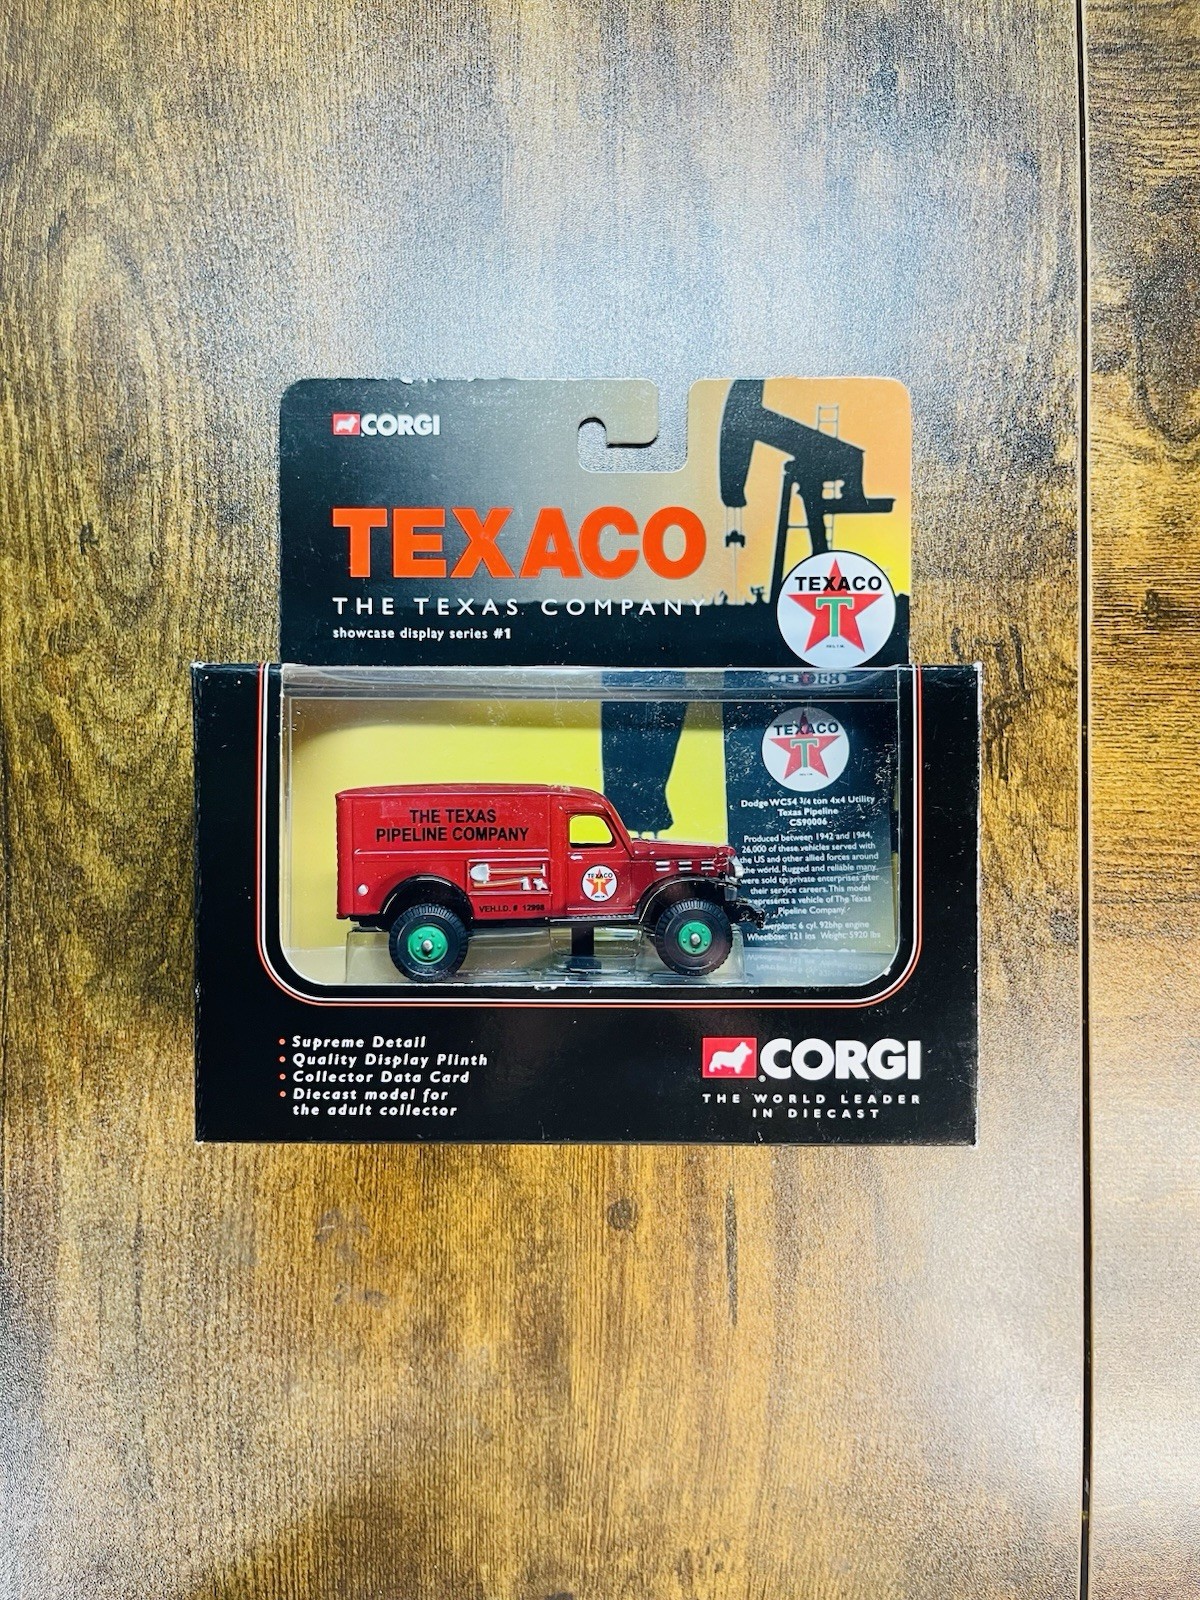 CORGI
TEXACO
THE TEXAS COMPANY
showcase display series #1
TEXACO
T
TEXACO
T
Dodge WC54 3/4 ton 4x4 Utility
Texas Pipeline
CS90006
Produced between 1942 and 1944,
26,000 of these vehicles served with
the US and other allied forces around
the world. Rugged and reliable many
were sold to private enterprises after
their service careers. This model
represents a vehicle of The Texas
Pipeline Company.
Powerplant: 6 cyl. 92bhp engine
Wheelbase: 121 ins Weight: 5920 lbs
THE TEXAS
PIPELINE COMPANY
TEXACO
T
VEH.I.D. # 12998
• Supreme Detail
• Quality Display Plinth
• Collector Data Card
• Diecast model for
the adult collector
CORGI
THE WORLD LEADER
IN DIECAST